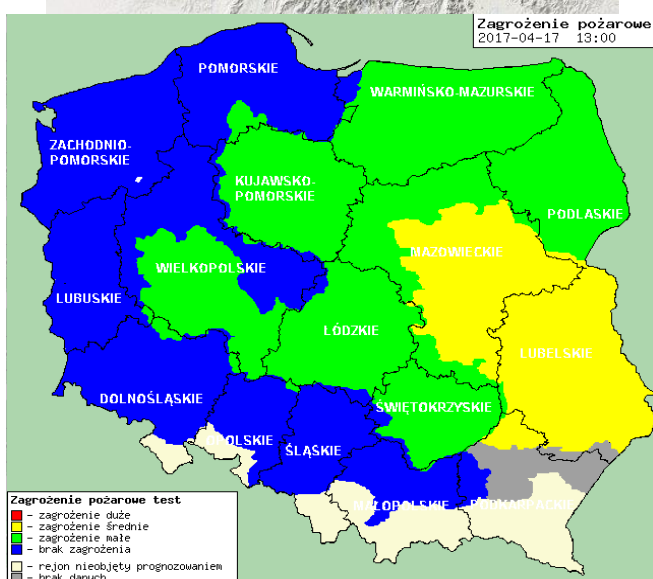 Zagrożenie pożarowe
2017-04-17 13:00
POMORSKIE
WARMIŃSKO-MAZURSKIE
ZACHODNIO-
POMORSKIE
KUJAWSKO-
POMORSKIE
PODLASKIE
MAZOWIECKIE
WIELKOPOLSKIE
LUBUSKIE
ŁÓDZKIE
LUBELSKIE
DOLNOŚLĄSKIE
ŚWIĘTOKRZYSKIE
OPOLSKIE
ŚLĄSKIE
MAŁOPOLSKIE
PODKARPACKIE
Zagrożenie pożarowe test
- zagrożenie duże
- zagrożenie średnie
- zagrożenie małe
- brak zagrożenia
- rejon nieobjęty prognozowaniem
- brak danych